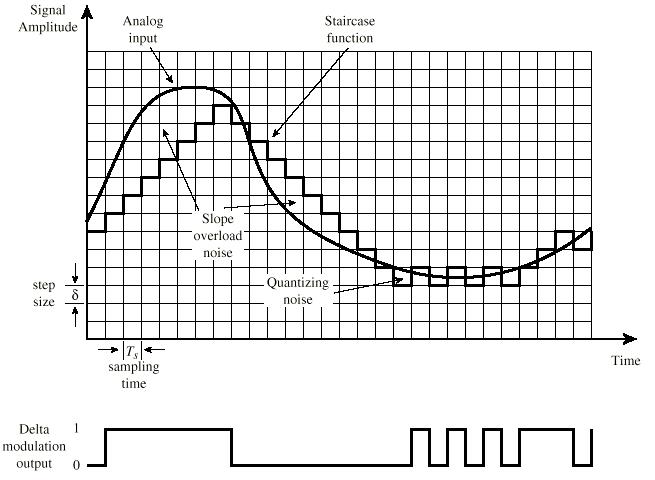 Signal
Amplitude
Analog
input
Staircase
function
Slope
overload
noise
Quantizing
noise
step
size
δ
Ts
sampling
time
Time
Delta
modulation
output
1
0